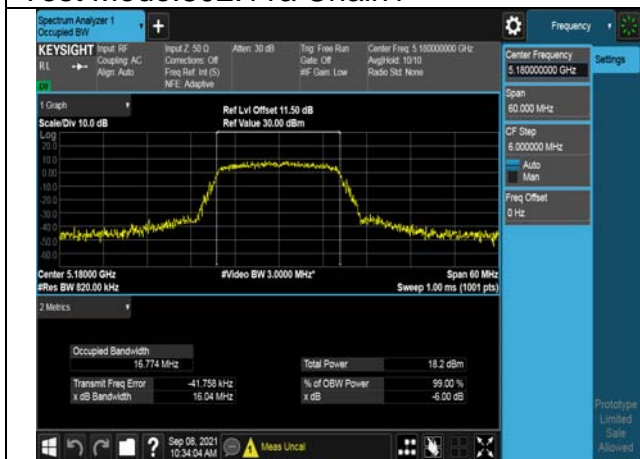 Spectrum Analyzer 1
Occupied BW
+
Frequency
KEYSIGHT
Input: RF
Coupling: AC
Align: Auto
Input Z: 50 Ω
Corrections: Off
Freq Ref: Int (S)
NFE: Adaptive
Atten: 30 dB
Trig: Free Run
Gate: Off
#IF Gain: Low
Center Freq: 5.180000000 GHz
Avg|Hold: 10/10
Radio Std: None
RL
Center Frequency
5.180000000 GHz
Settings
Span
60.000 MHz
CF Step
6.000000 MHz
Auto
Man
Freq Offset
0 Hz
1 Graph
Scale/Div 10.0 dB
Ref Lvl Offset 11.50 dB
Ref Value 30.00 dBm
Log
20.0
10.0
0.00
-10.0
-20.0
-30.0
-40.0
-50.0
-60.0
Center 5.18000 GHz
#Res BW 820.00 kHz
#Video BW 3.0000 MHz*
Span 60 MHz
Sweep 1.00 ms (1001 pts)
2 Metrics
Occupied Bandwidth
16.774 MHz
Total Power 18.2 dBm
Transmit Freq Error -41.758 kHz
% of OBW Power 99.00 %
x dB Bandwidth 16.04 MHz
x dB -6.00 dB
Prototype
Limited
Sale
Allowed
?
Sep 08, 2021
10:34:04 AM
Meas Uncal